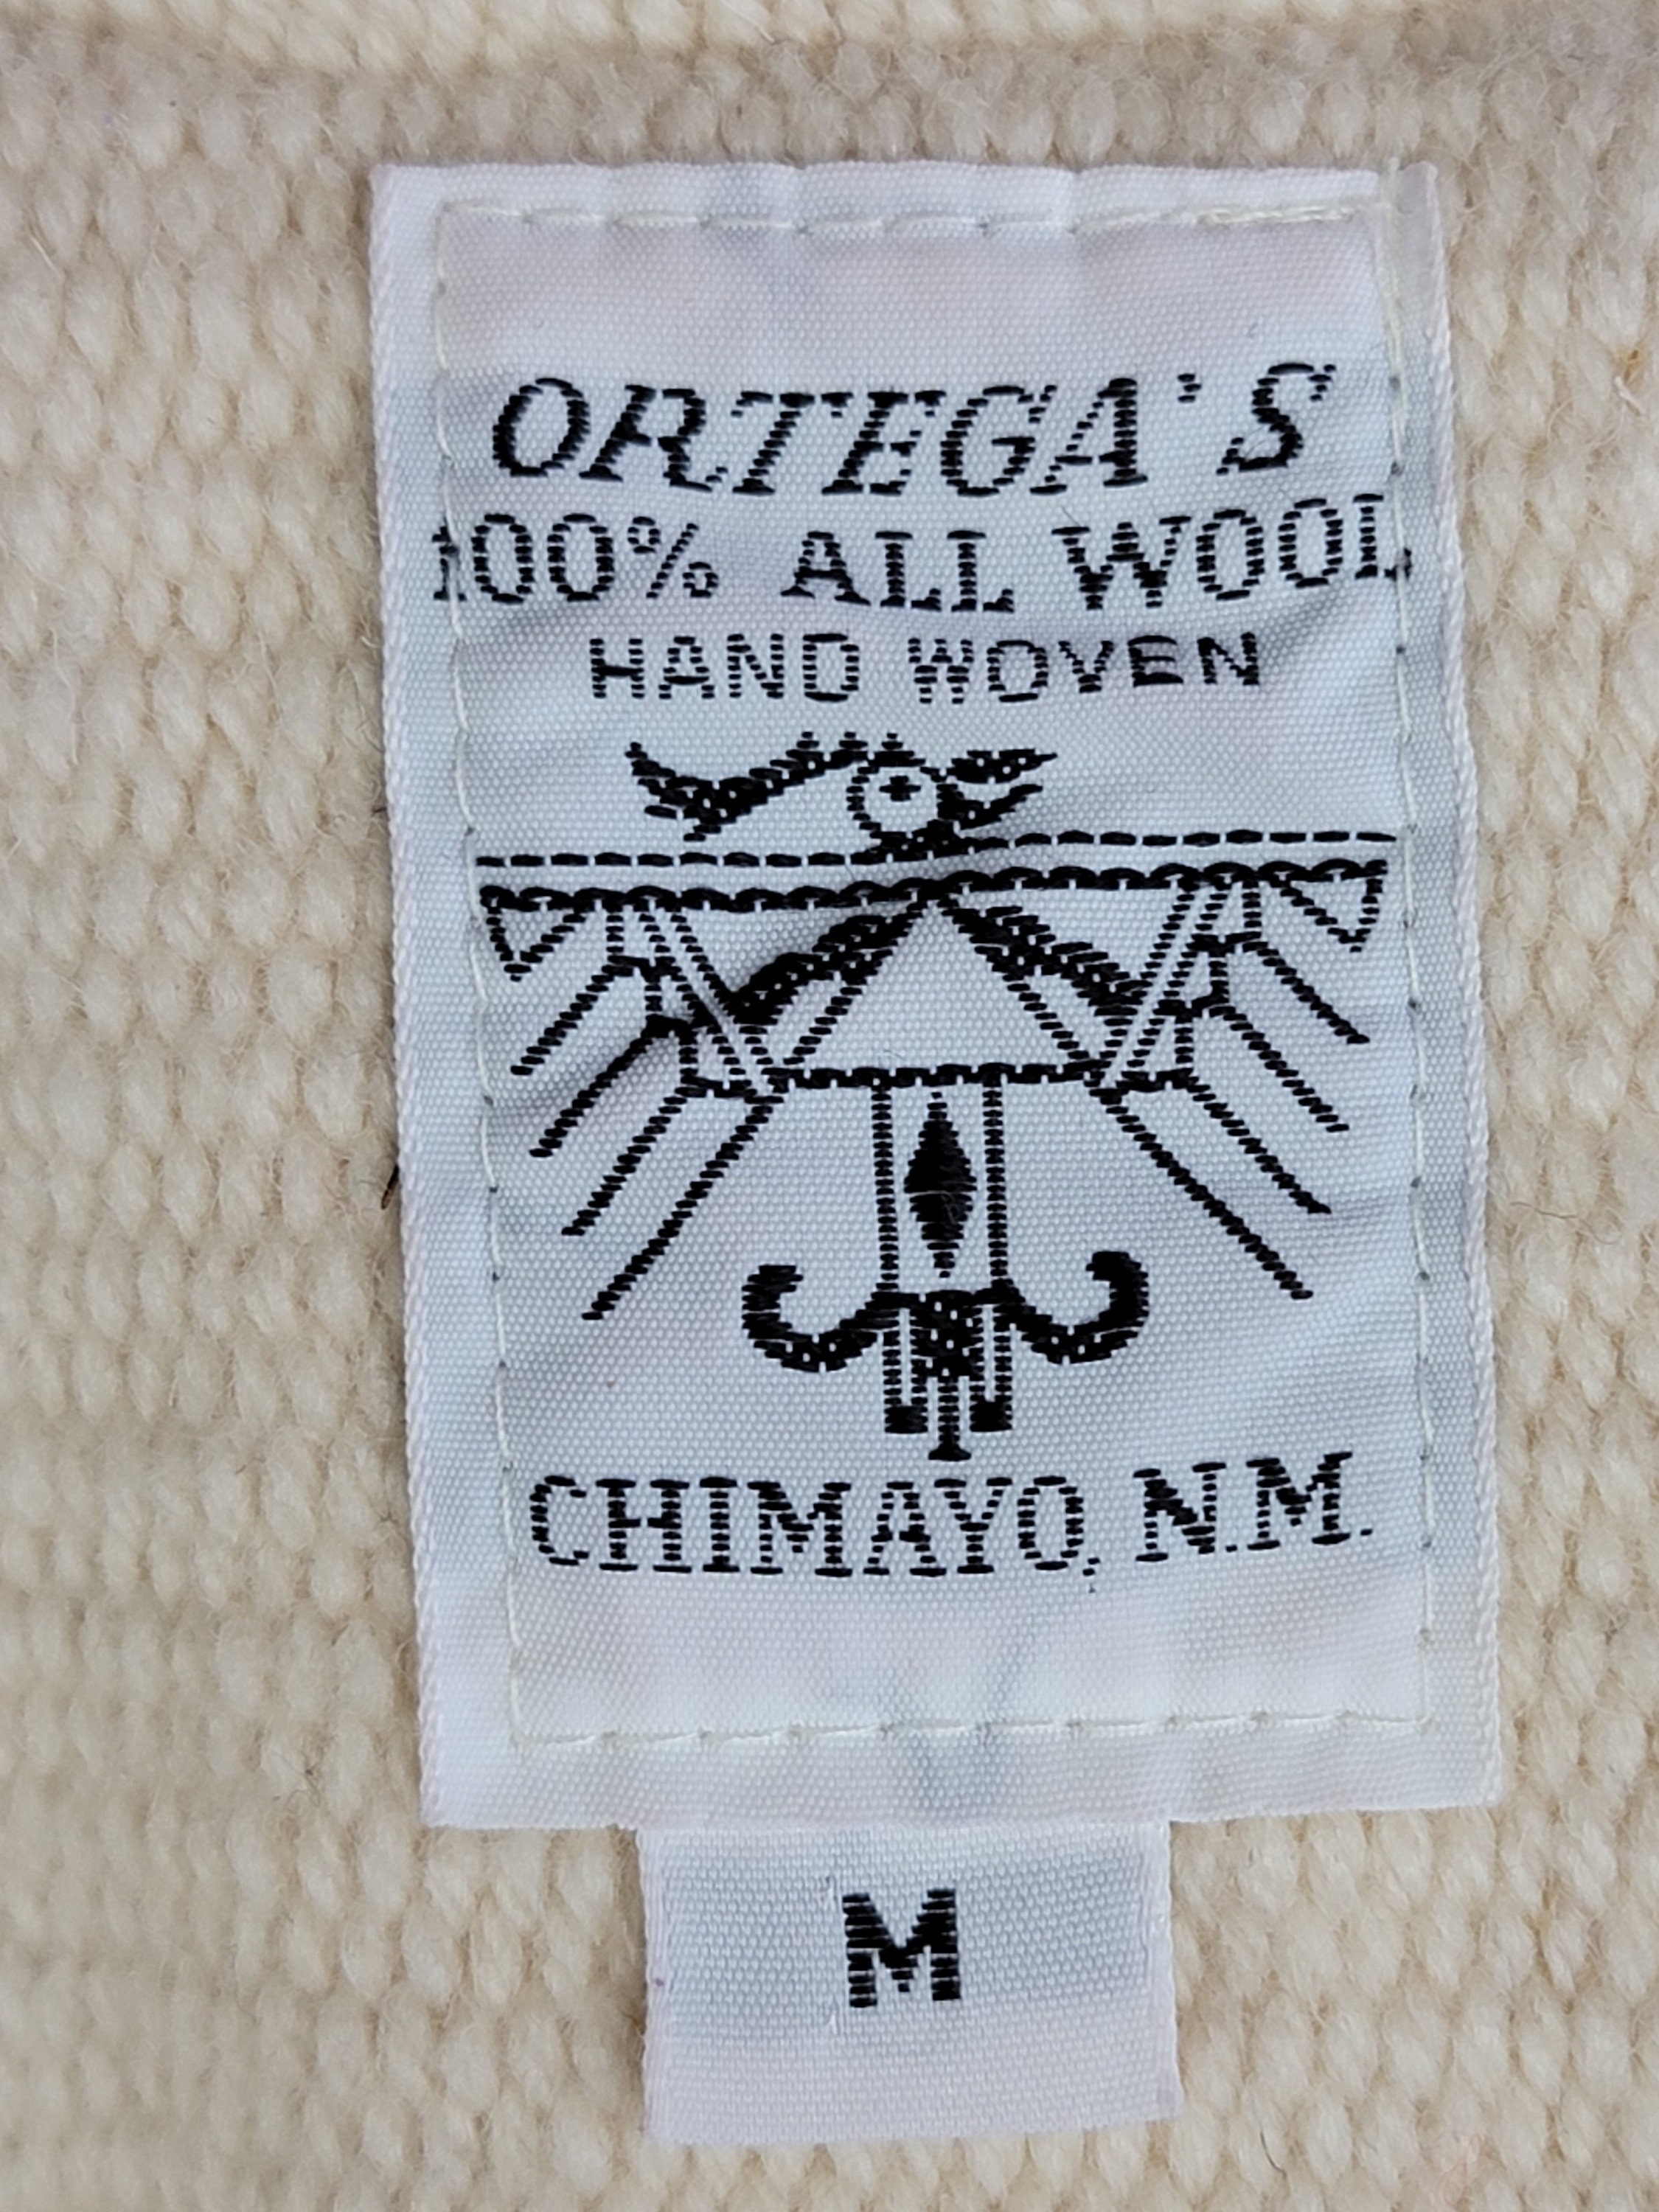 ORTEGA'S
100% ALL WOOL
HAND WOVEN
CHIMAYO, N.M.
M